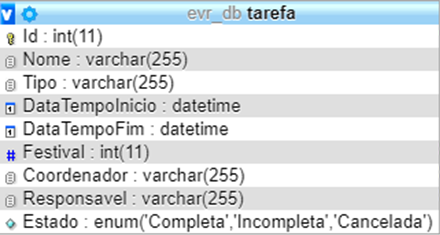 v evr_db tarefa
Id : int(11)
Nome : varchar(255)
Tipo : varchar(255)
DataTempoInicio : datetime
DataTempoFim : datetime
# Festival : int(11)
Coordenador : varchar(255)
Responsavel : varchar(255)
Estado : enum('Completa','Incompleta','Cancelada')